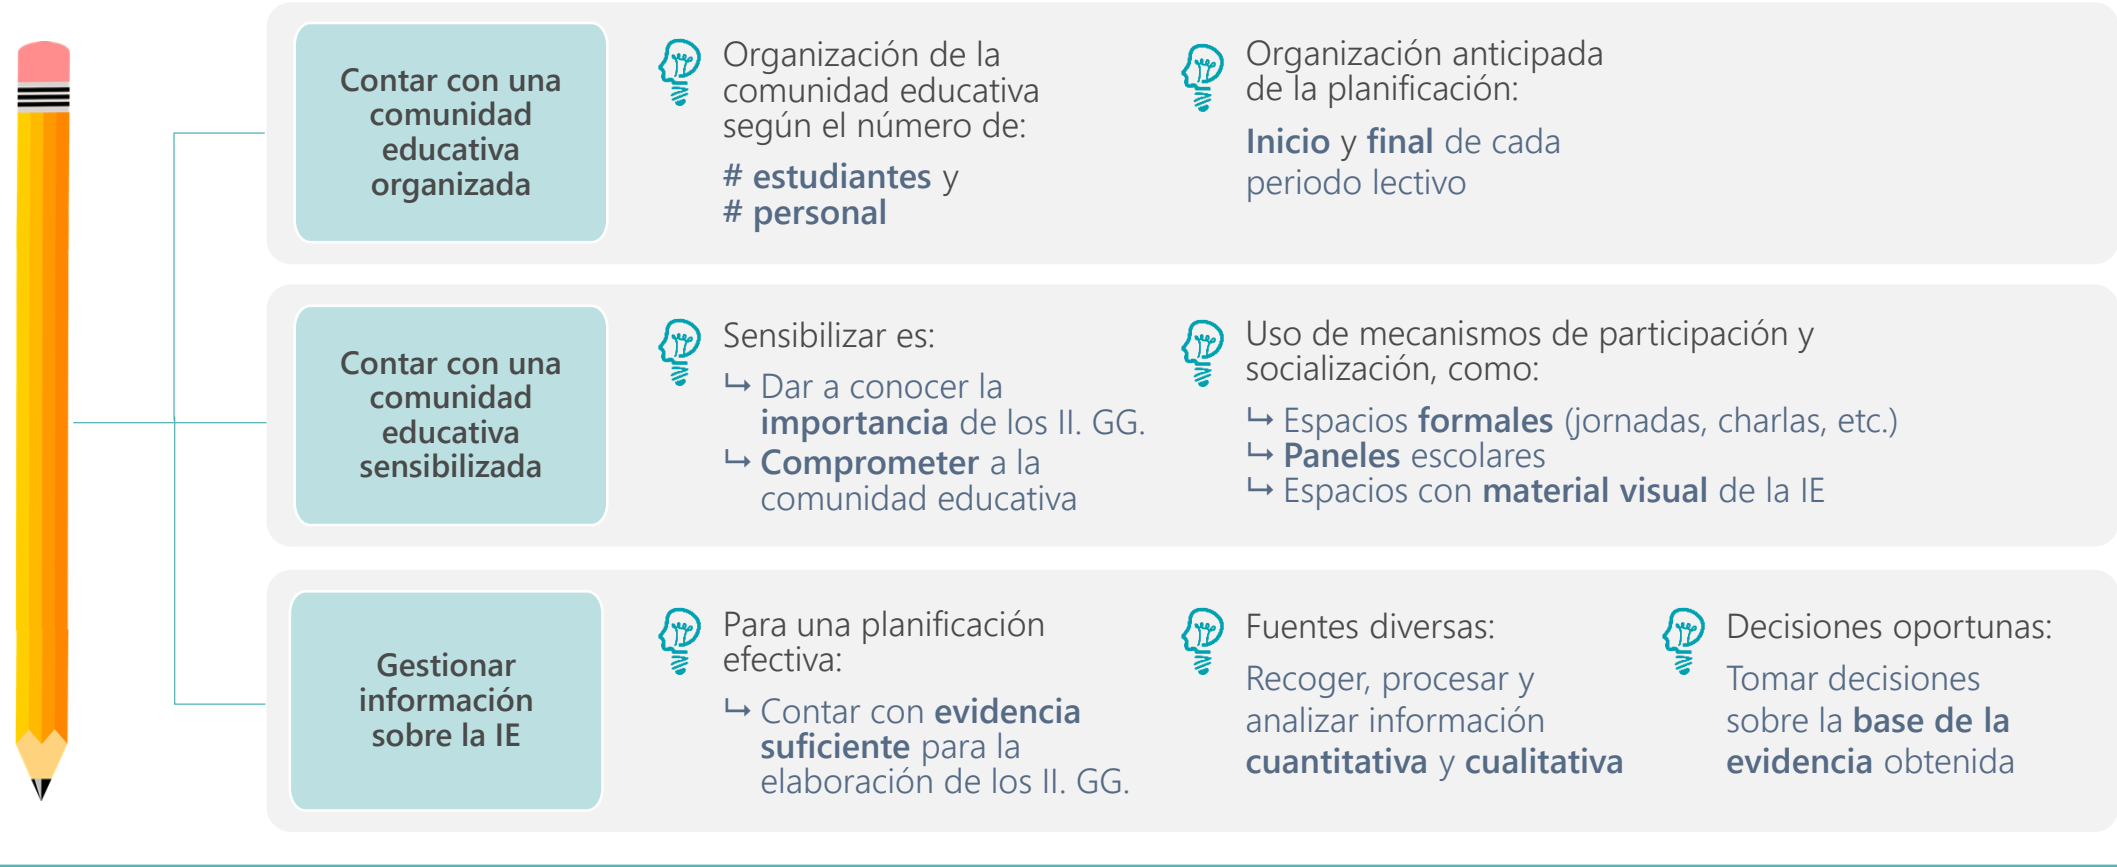 Contar con una
comunidad
educativa
organizada
Organización de la
comunidad educativa
según el número de:
# estudiantes y
# personal
Organización anticipada
de la planificación:
Inicio y final de cada
periodo lectivo
Contar con una
comunidad
educativa
sensibilizada
Sensibilizar es:
↳ Dar a conocer la
importancia de los II. GG.
↳ Comprometer a la
comunidad educativa
Uso de mecanismos de participación y
socialización, como:
↳ Espacios formales (jornadas, charlas, etc.)
↳ Paneles escolares
↳ Espacios con material visual de la IE
Gestionar
información
sobre la IE
Para una planificación
efectiva:
↳ Contar con evidencia
suficiente para la
elaboración de los II. GG.
Fuentes diversas:
Recoger, procesar y
analizar información
cuantitativa y cualitativa
Decisiones oportunas:
Tomar decisiones
sobre la base de la
evidencia obtenida